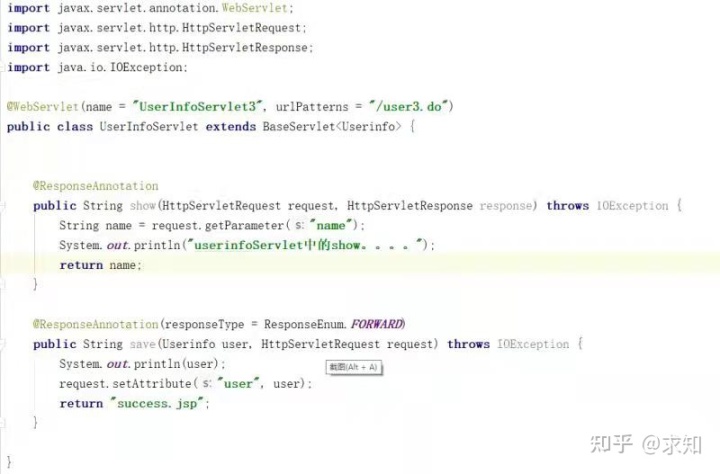 import javax.servlet.annotation.WebServlet;
import javax.servlet.http.HttpServletRequest;
import javax.servlet.http.HttpServletResponse;
import java.io.IOException;
@WebServlet(name = "UserInfoServlet3", urlPatterns = "/user3.do")
public class UserInfoServlet extends BaseServlet<Userinfo> {
@ResponseAnnotation
public String show(HttpServletRequest request, HttpServletResponse response) throws IOException {
String name = request.getParameter( s: "name");
System.out.println("userinfoServlet中的show。。。。");
return name;
}
@ResponseAnnotation(responseType = ResponseEnum.FORWARD)
public String save(Userinfo user, HttpServletRequest request) throws IOException {
System.out.println(user);
截图(Alt + A)
request.setAttribute( s: "user", user);
return "success.jsp";
}
}
知乎 @求知